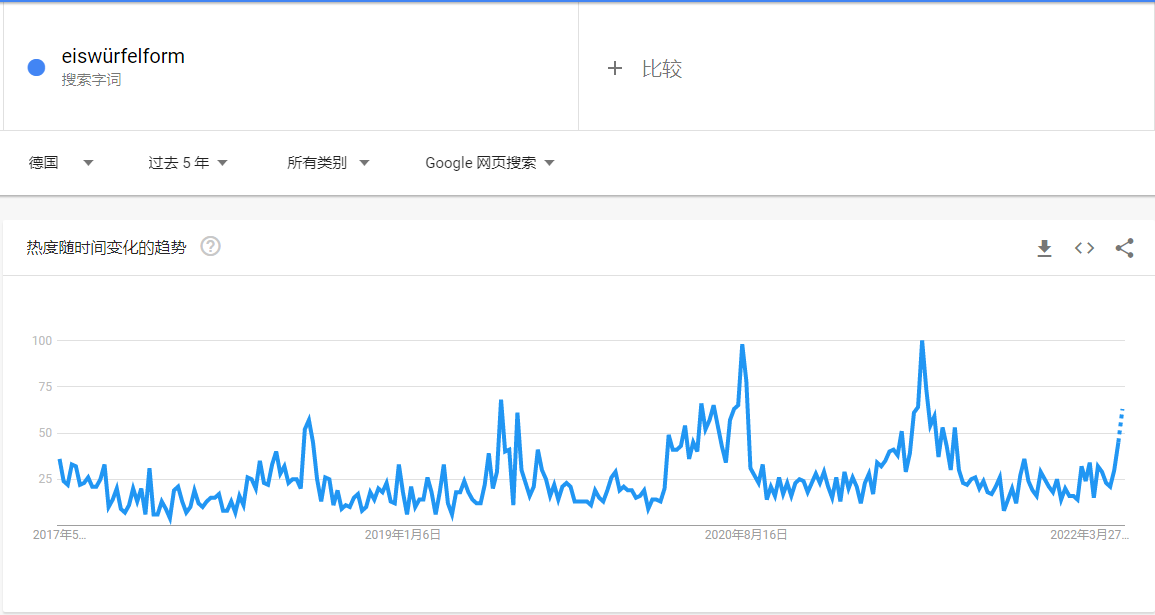 eiswürfelform
搜索字词
+ 比较
德国
过去 5 年
所有类别
Google 网页搜索
热度随时间变化的趋势
?
100
75
50
25
2017年5…
2019年1月6日
2020年8月16日
2022年3月27…